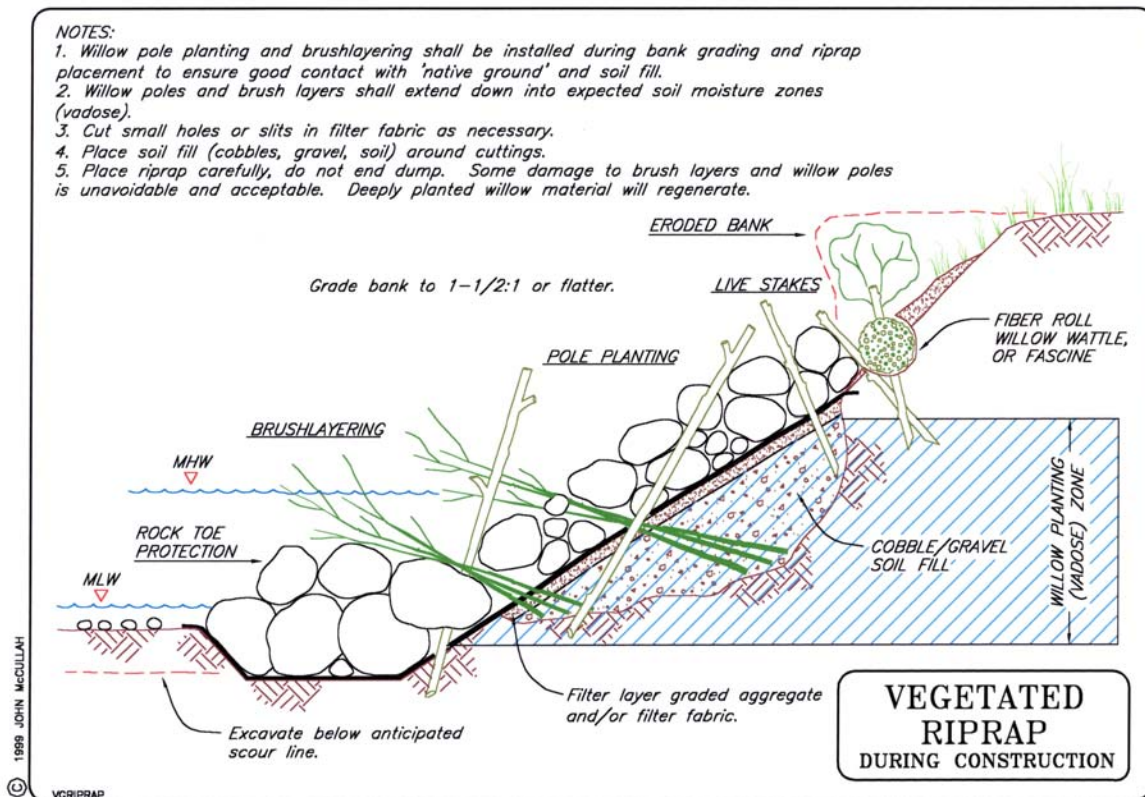 NOTES:
1. Willow pole planting and brushlayering shall be installed during bank grading and riprap
placement to ensure good contact with 'native ground' and soil fill.
2. Willow poles and brush layers shall extend down into expected soil moisture zones
(vadose).
3. Cut small holes or slits in filter fabric as necessary.
4. Place soil fill (cobbles, gravel, soil) around cuttings.
5. Place riprap carefully, do not end dump. Some damage to brush layers and willow poles
is unavoidable and acceptable. Deeply planted willow material will regenerate.
ERODED BANK
Grade bank to 1-1/2:1 or flatter.
LIVE STAKES
FIBER ROLL
WILLOW WATTLE,
OR FASCINE
POLE PLANTING
BRUSHLAYERING
MHW
ROCK TOE
PROTECTION
COBBLE/GRAVEL
SOIL FILL
WILLOW PLANTING
(VADOSE) ZONE
MLW
Filter layer graded aggregate
and/or filter fabric.
Excavate below anticipated
scour line.
VEGETATED
RIPRAP
DURING CONSTRUCTION
© 1999 JOHN McCULLAH
VGRIPRAP